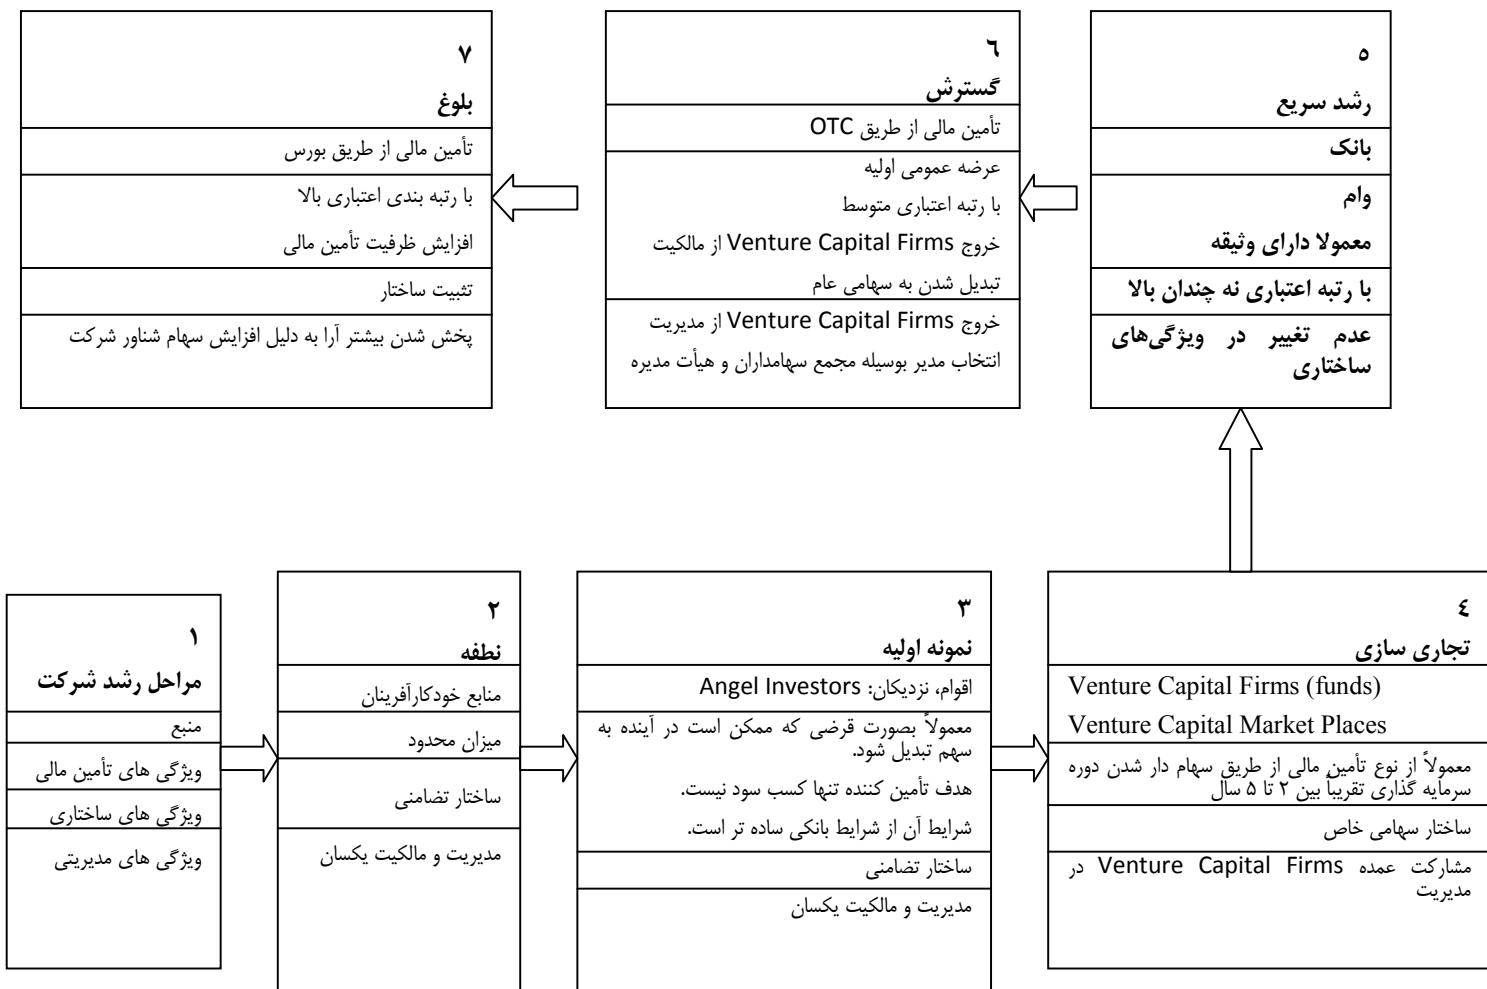 ۷
بلوغ
تأمین مالی از طریق بورس
با رتبه بندی اعتباری بالا
افزایش ظرفیت تأمین مالی
تثبیت ساختار
پخش شدن بیشتر آرا به دلیل افزایش سهام شناور شرکت
٦
گسترش
تأمین مالی از طریق OTC
عرضه عمومی اولیه
با رتبه اعتباری متوسط
خروج Venture Capital Firms از مالکیت
تبدیل شدن به سهامی عام
خروج Venture Capital Firms از مدیریت
انتخاب مدیر بوسیله مجمع سهامداران و هیأت مدیره
٥
رشد سریع
بانک
وام
معمولا دارای وثیقه
با رتبه اعتباری نه چندان بالا
عدم تغییر در ویژگی‌های
ساختاری
۱
مراحل رشد شرکت
منبع
ویژگی های تأمین مالی
ویژگی های ساختاری
ویژگی های مدیریتی
۲
نطفه
منابع خودکارآفرینان
میزان محدود
ساختار تضامنی
مدیریت و مالکیت یکسان
۳
نمونه اولیه
اقوام، نزدیکان: Angel Investors
معمولاً بصورت قرضی که ممکن است در آینده به
سهم تبدیل شود.
هدف تأمین کننده تنها کسب سود نیست.
شرایط آن از شرایط بانکی ساده تر است.
ساختار تضامنی
مدیریت و مالکیت یکسان
٤
تجاری سازی
Venture Capital Firms (funds)
Venture Capital Market Places
معمولاً از نوع تأمین مالی از طریق سهام دار شدن دوره
سرمایه گذاری تقریباً بین ۲ تا ۵ سال
ساختار سهامی خاص
مشارکت عمده Venture Capital Firms در
مدیریت